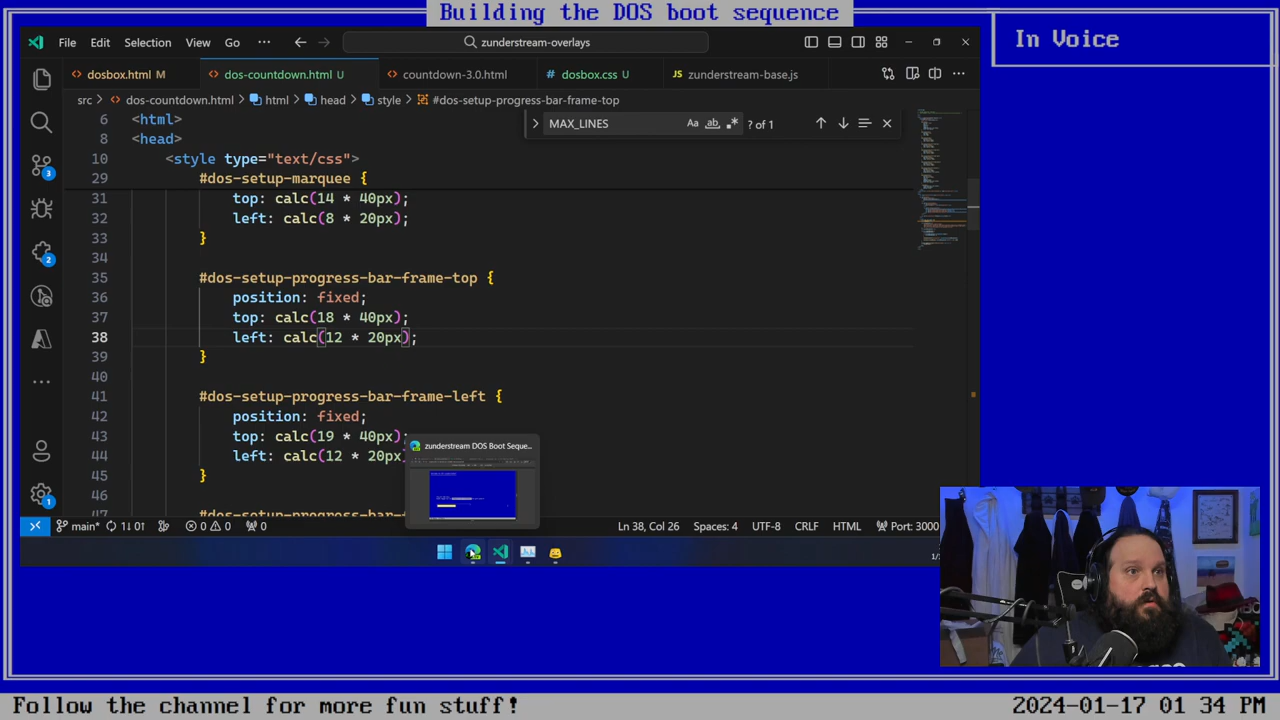 Building the DOS boot sequence
In Voice
File Edit Selection View Go ··· zunderstream-overlays
dosbox.html M dos-countdown.html U countdown-3.0.html dosbox.css U JS zunderstream-base.js
src > dos-countdown.html > html > head > style > #dos-setup-progress-bar-frame-top
MAX_LINES Aa ab ? of 1
6 <html>
8 <head>
10 <style type="text/css">
29 #dos-setup-marquee {
31 top: calc(14 * 40px);
32 left: calc(8 * 20px);
33 }
34
35 #dos-setup-progress-bar-frame-top {
36 position: fixed;
37 top: calc(18 * 40px);
38 left: calc(12 * 20px);
39 }
40
41 #dos-setup-progress-bar-frame-left {
42 position: fixed;
43 top: calc(19 * 40px);
44 left: calc(12 * 20px)
45 }
46
zunderstream DOS Boot Seque...
3
2
1
main* 1↓ 0↑ 0 0 0 Ln 38, Col 26 Spaces: 4 UTF-8 CRLF HTML Port: 3000
Follow the channel for more fun stuff!
2024-01-17 01 34 PM